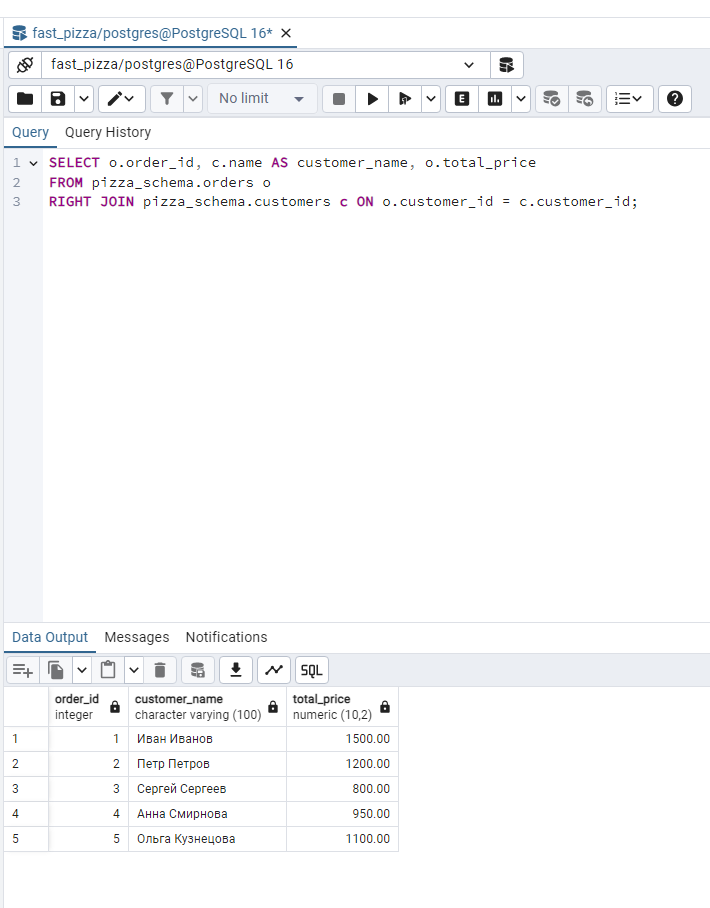 fast_pizza/postgres@PostgreSQL 16*
fast_pizza/postgres@PostgreSQL 16
No limit
E
Query Query History
1 SELECT o.order_id, c.name AS customer_name, o.total_price
2 FROM pizza_schema.orders o
3 RIGHT JOIN pizza_schema.customers c ON o.customer_id = c.customer_id;
Data Output Messages Notifications
SQL
order_id customer_name total_price
integer character varying (100) numeric (10,2)
1 1 Иван Иванов 1500.00
2 2 Петр Петров 1200.00
3 3 Сергей Сергеев 800.00
4 4 Анна Смирнова 950.00
5 5 Ольга Кузнецова 1100.00